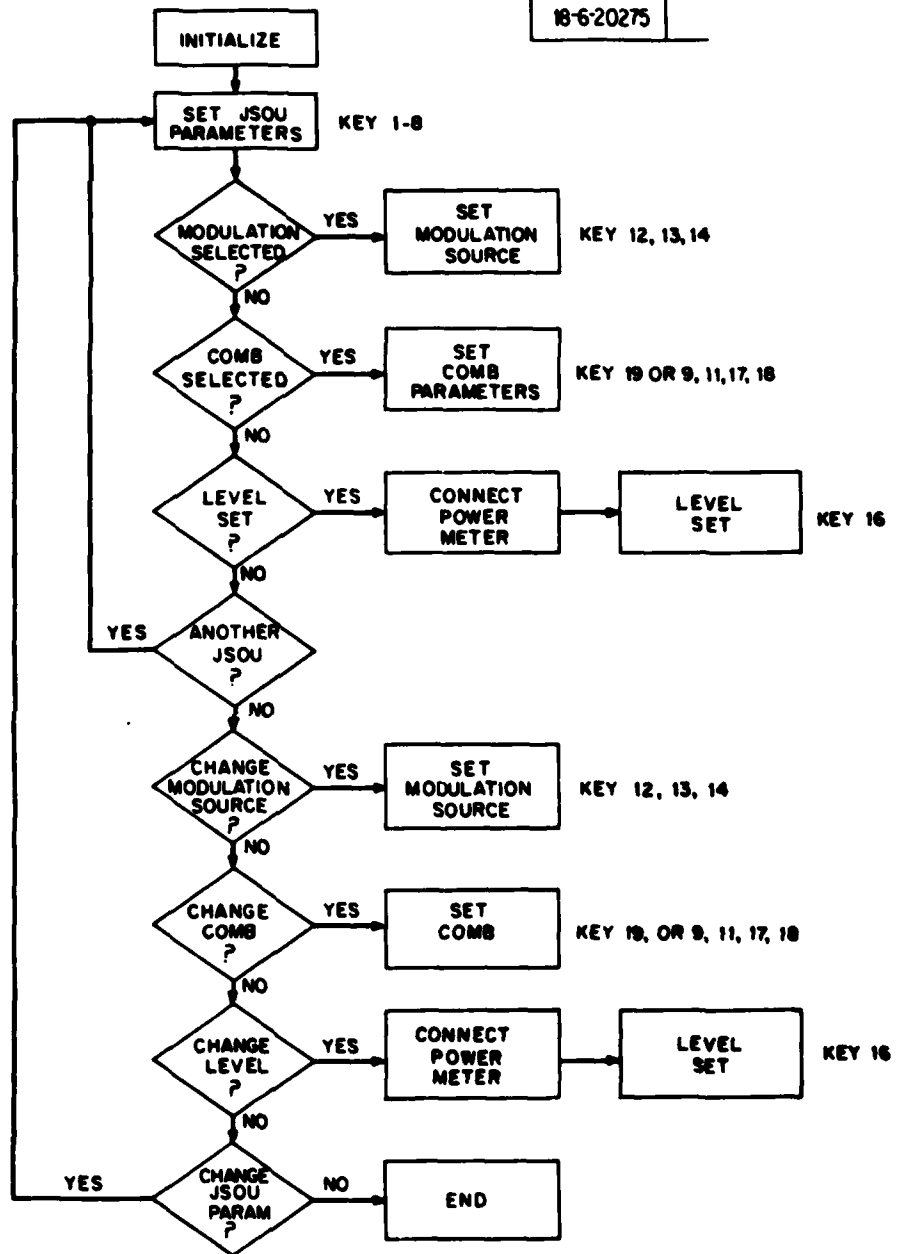 18-6-20275
INITIALIZE
SET JSOU
PARAMETERS
KEY 1-8
MODULATION
SELECTED
?
YES
SET
MODULATION
SOURCE
KEY 12, 13, 14
NO
COMB
SELECTED
?
YES
SET
COMB
PARAMETERS
KEY 19 OR 9, 11, 17, 18
NO
LEVEL
SET
?
YES
CONNECT
POWER
METER
LEVEL
SET
KEY 16
NO
YES
ANOTHER
JSOU
?
NO
CHANGE
MODULATION
SOURCE
?
YES
SET
MODULATION
SOURCE
KEY 12, 13, 14
NO
CHANGE
COMB
?
YES
SET
COMB
KEY 19, OR 9, 11, 17, 18
NO
CHANGE
LEVEL
?
YES
CONNECT
POWER
METER
LEVEL
SET
KEY 16
NO
YES
CHANGE
JSOU
PARAM
?
NO
END